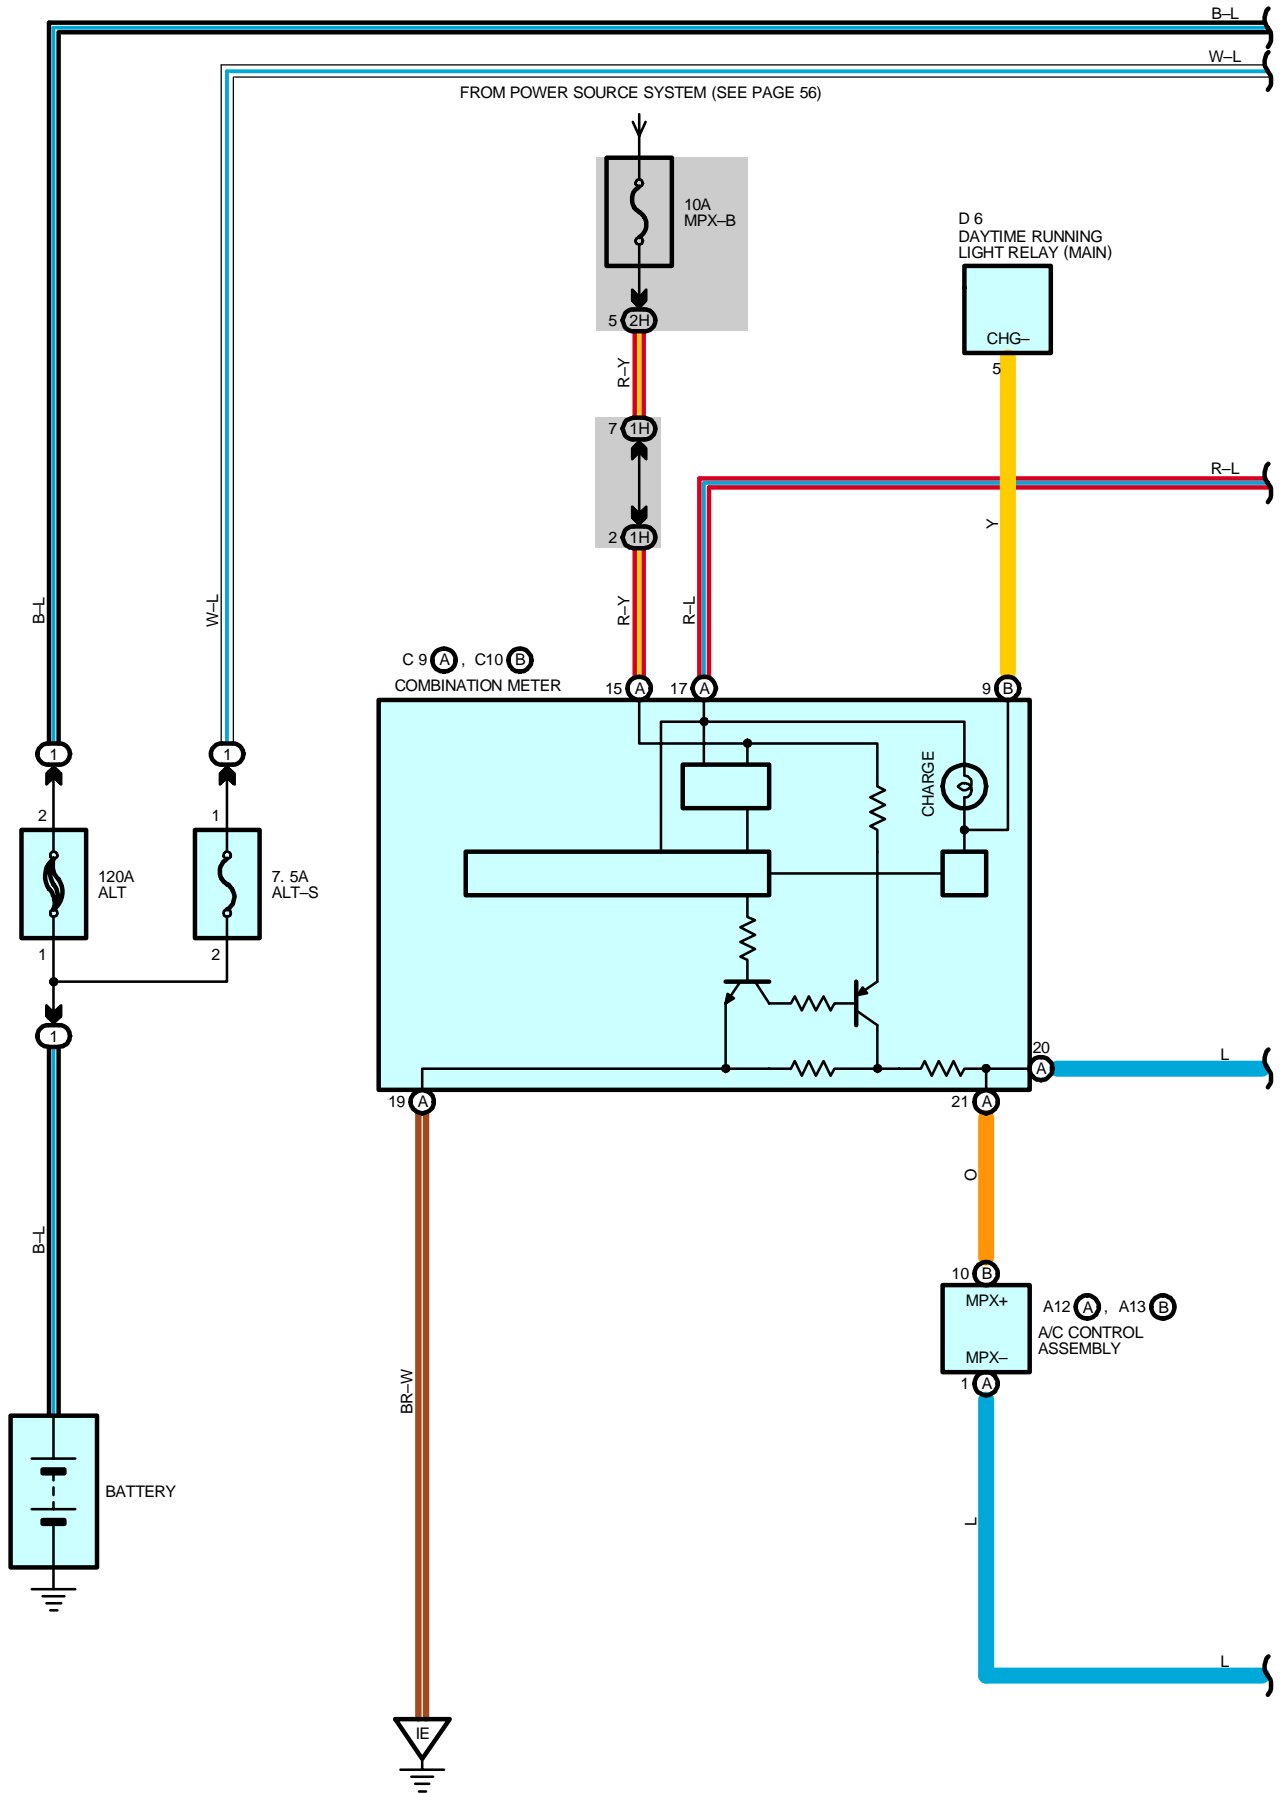 B–L
W–L
FROM POWER SOURCE SYSTEM (SEE PAGE 56)
10A
MPX–B
D 6
DAYTIME RUNNING
LIGHT RELAY (MAIN)
5 2H
CHG–
5
R–Y
7 1H
R–L
Y
2 1H
B–L
W–L
R–Y
R–L
C 9 A , C10 B
COMBINATION METER
15 A
17 A
9 B
1
1
CHARGE
2
1
120A
ALT
7. 5A
ALT–S
1
2
1
20
A
L
19 A
21 A
O
B–L
10 B
MPX+
A12 A , A13 B
A/C CONTROL
ASSEMBLY
MPX–
1 A
BR–W
BATTERY
L
L
IE